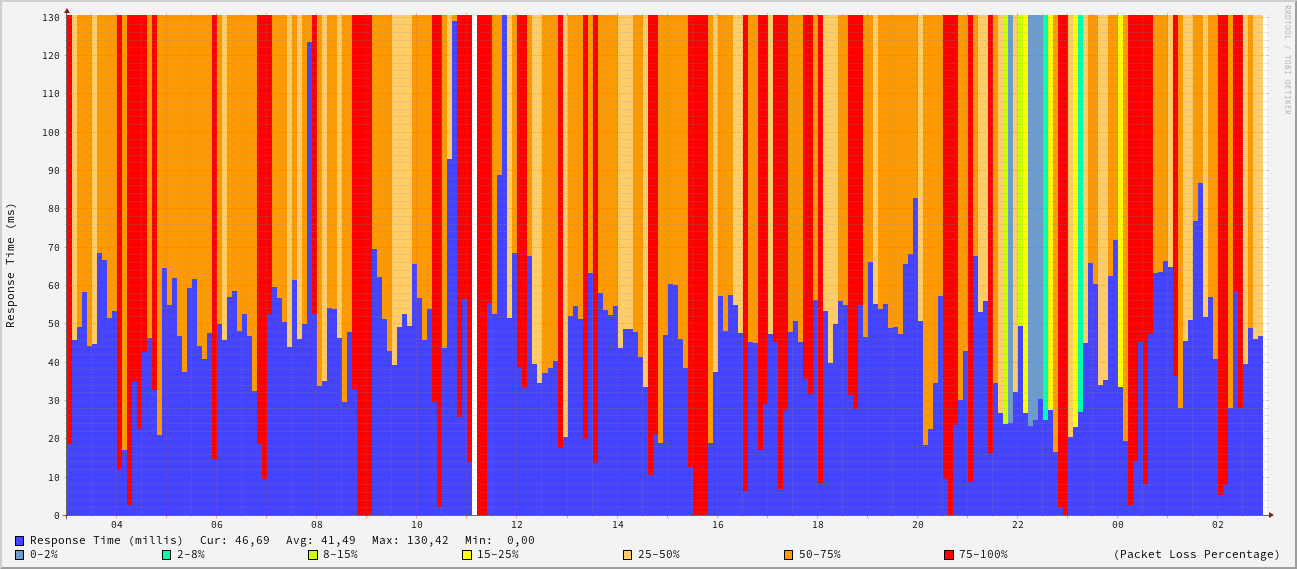 RRDTOOL / TOBI OETIKER
Response Time (ms)
130
120
110
100
90
80
70
60
50
40
30
20
10
0
04 06 08 10 12 14 16 18 20 22 00 02
Response Time (millis) Cur: 46,69 Avg: 41,49 Max: 130,42 Min: 0,00
0-2% 2-8% 8-15% 15-25% 25-50% 50-75% 75-100% (Packet Loss Percentage)